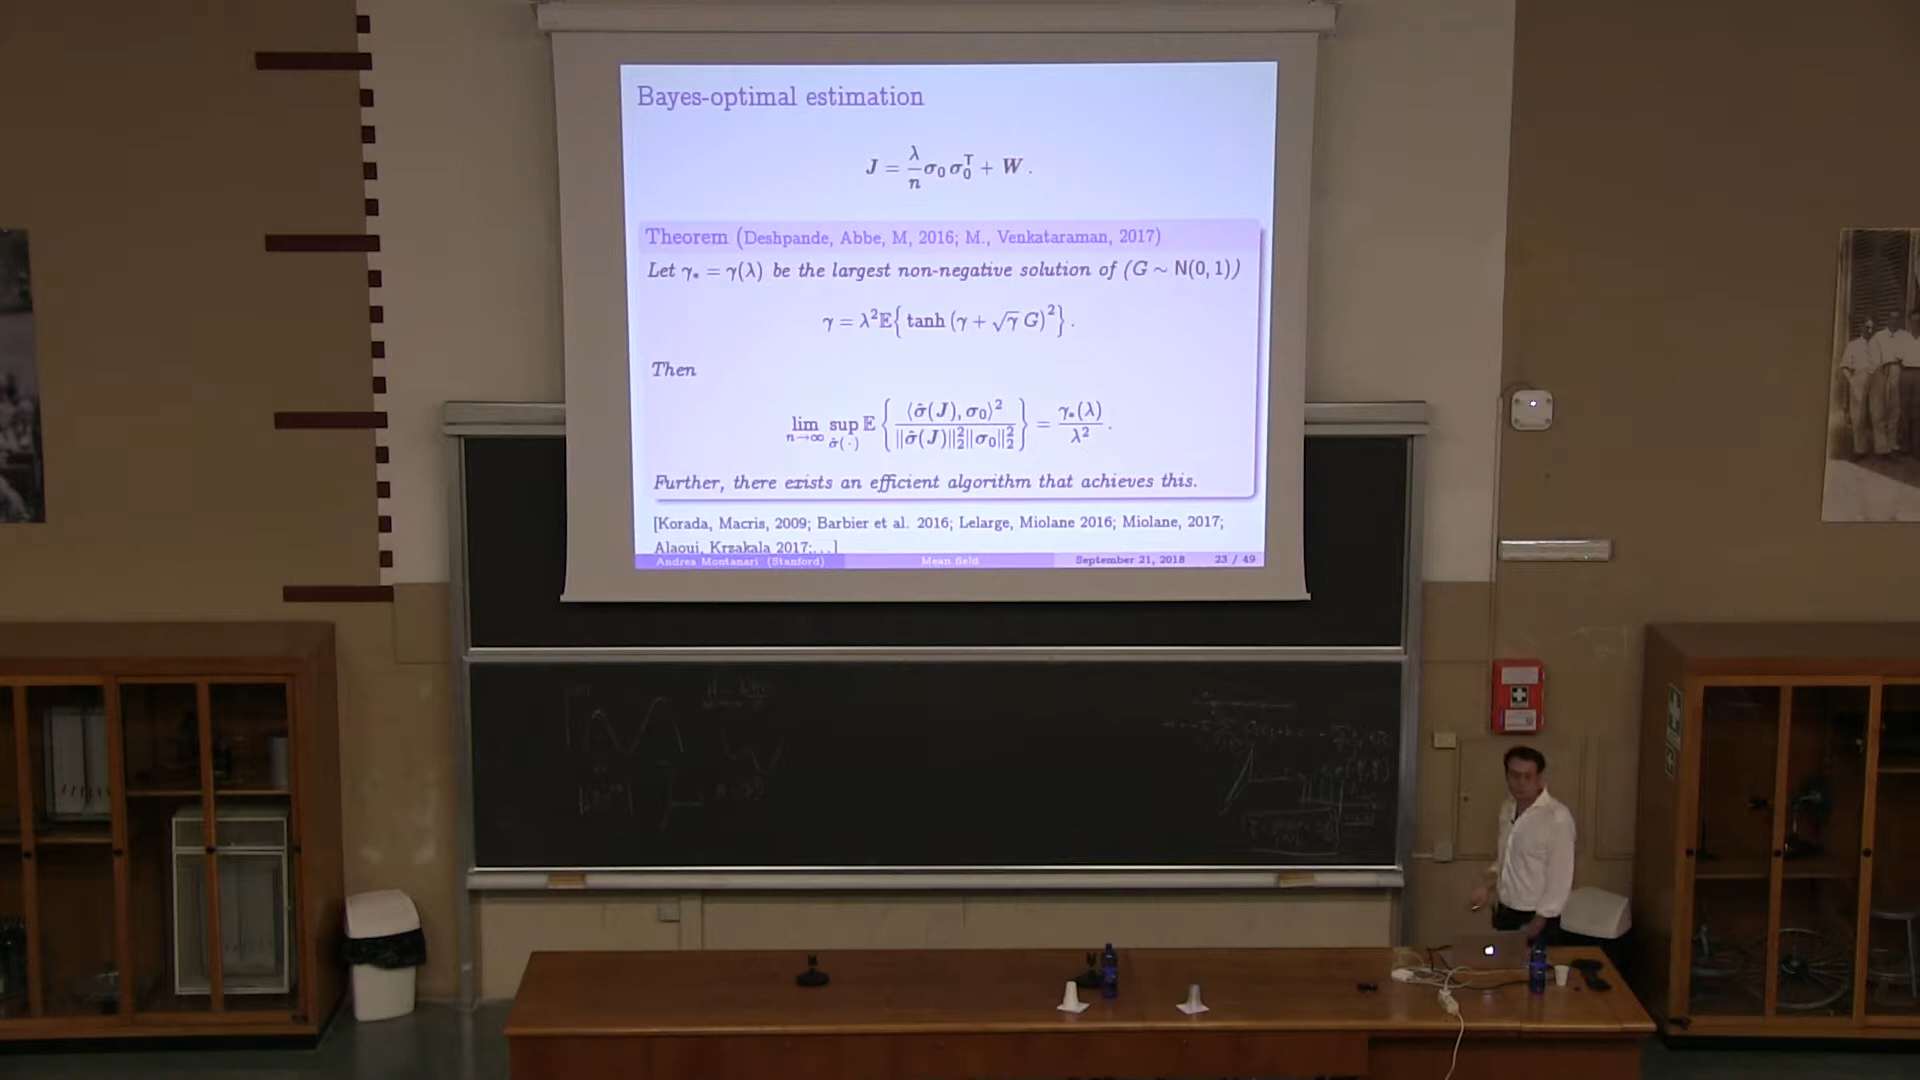 Bayes-optimal estimation
J = λ/n σ₀σ₀ᵀ + W .
Theorem (Deshpande, Abbe, M, 2016; M., Venkataraman, 2017)
Let γ* = γ(λ) be the largest non-negative solution of (G ∼ N(0, 1))
γ = λ²𝔼{ tanh (γ + √γ G)² } .
Then
lim n→∞ sup σ̂(·) 𝔼 { ⟨σ̂(J), σ₀⟩² / ‖σ̂(J)‖₂²‖σ₀‖₂² } = γ*(λ) / λ² .
Further, there exists an efficient algorithm that achieves this.
[Korada, Macris, 2009; Barbier et al. 2016; Lelarge, Miolane 2016; Miolane, 2017;
Alaoui, Krzakala 2017;...]
Andrea Montanari (Stanford) Mean field September 21, 2018 23 / 49